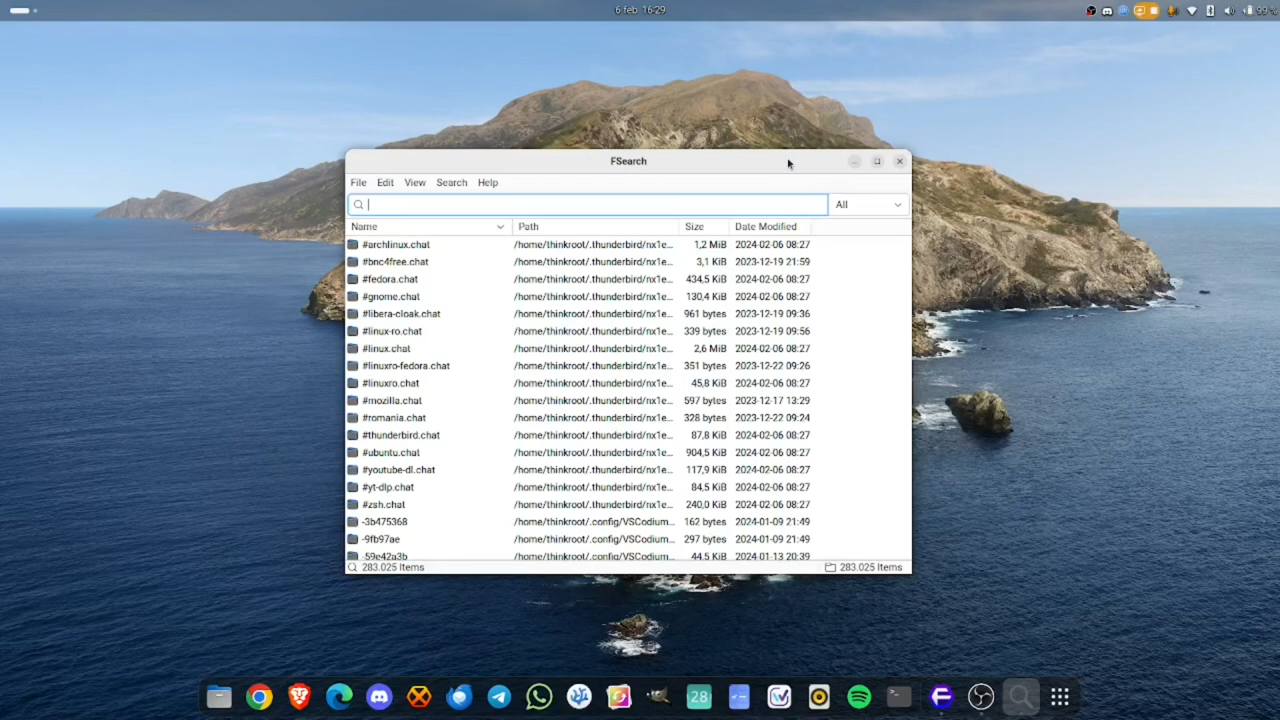 6 feb 16:29
99 %
FSearch
File Edit View Search Help
All
Name Path Size Date Modified
#archlinux.chat /home/thinkroot/.thunderbird/nx1e... 1,2 MiB 2024-02-06 08:27
#bnc4free.chat /home/thinkroot/.thunderbird/nx1e... 3,1 KiB 2023-12-19 21:59
#fedora.chat /home/thinkroot/.thunderbird/nx1e... 434,5 KiB 2024-02-06 08:27
#gnome.chat /home/thinkroot/.thunderbird/nx1e... 130,4 KiB 2024-02-06 08:27
#libera-cloak.chat /home/thinkroot/.thunderbird/nx1e... 961 bytes 2023-12-19 09:36
#linux-ro.chat /home/thinkroot/.thunderbird/nx1e... 339 bytes 2023-12-19 09:56
#linux.chat /home/thinkroot/.thunderbird/nx1e... 2,6 MiB 2024-02-06 08:27
#linuxro-fedora.chat /home/thinkroot/.thunderbird/nx1e... 351 bytes 2023-12-22 09:26
#linuxro.chat /home/thinkroot/.thunderbird/nx1e... 45,8 KiB 2024-02-06 08:27
#mozilla.chat /home/thinkroot/.thunderbird/nx1e... 597 bytes 2023-12-17 13:29
#romania.chat /home/thinkroot/.thunderbird/nx1e... 328 bytes 2023-12-22 09:24
#thunderbird.chat /home/thinkroot/.thunderbird/nx1e... 87,8 KiB 2024-02-06 08:27
#ubuntu.chat /home/thinkroot/.thunderbird/nx1e... 904,5 KiB 2024-02-06 08:27
#youtube-dl.chat /home/thinkroot/.thunderbird/nx1e... 117,9 KiB 2024-02-06 08:27
#yt-dlp.chat /home/thinkroot/.thunderbird/nx1e... 84,5 KiB 2024-02-06 08:27
#zsh.chat /home/thinkroot/.thunderbird/nx1e... 240,0 KiB 2024-02-06 08:27
-3b475368 /home/thinkroot/.config/VSCodium... 162 bytes 2024-01-09 21:49
-9fb97ae /home/thinkroot/.config/VSCodium... 297 bytes 2024-01-09 21:49
-59e42a3b /home/thinkroot/.config/VSCodium... 44,5 KiB 2024-01-13 20:39
283.025 Items 283.025 Items
28